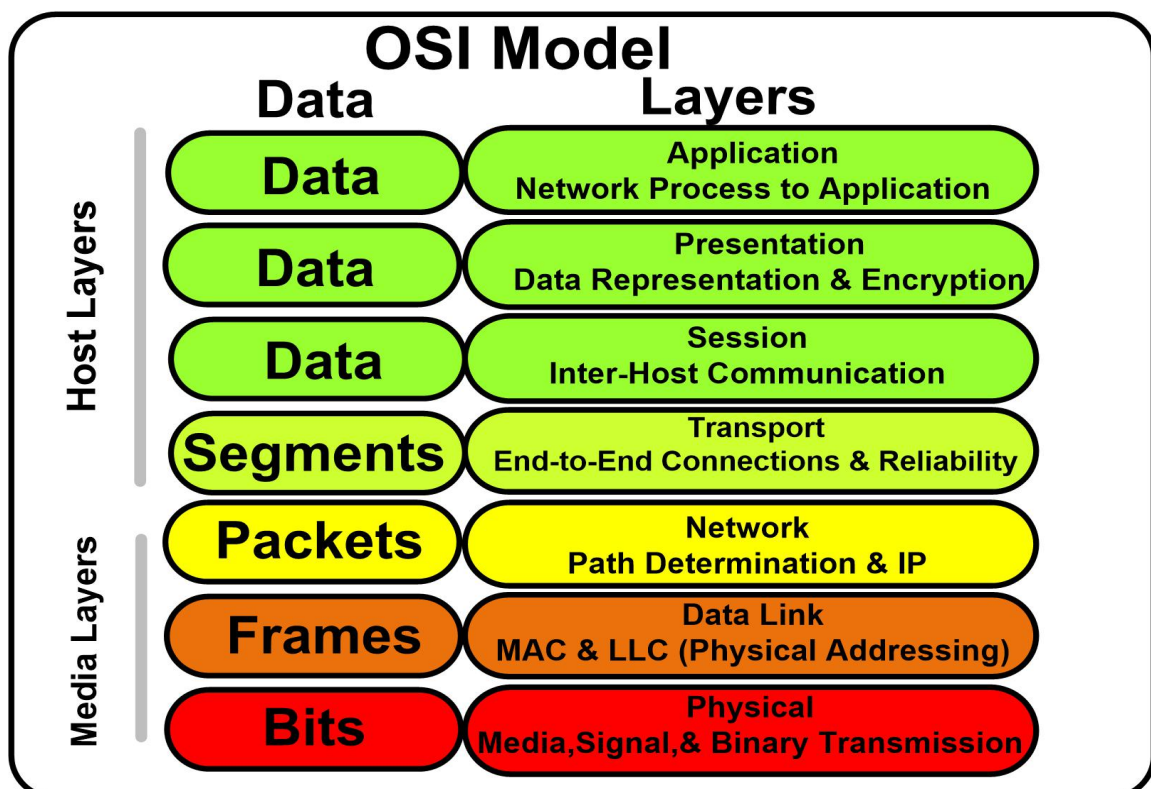 OSI Model
Data
Layers
Host Layers
Data
Application
Network Process to Application
Data
Presentation
Data Representation & Encryption
Data
Session
Inter-Host Communication
Segments
Transport
End-to-End Connections & Reliability
Media Layers
Packets
Network
Path Determination & IP
Frames
Data Link
MAC & LLC (Physical Addressing)
Bits
Physical
Media,Signal,& Binary Transmission